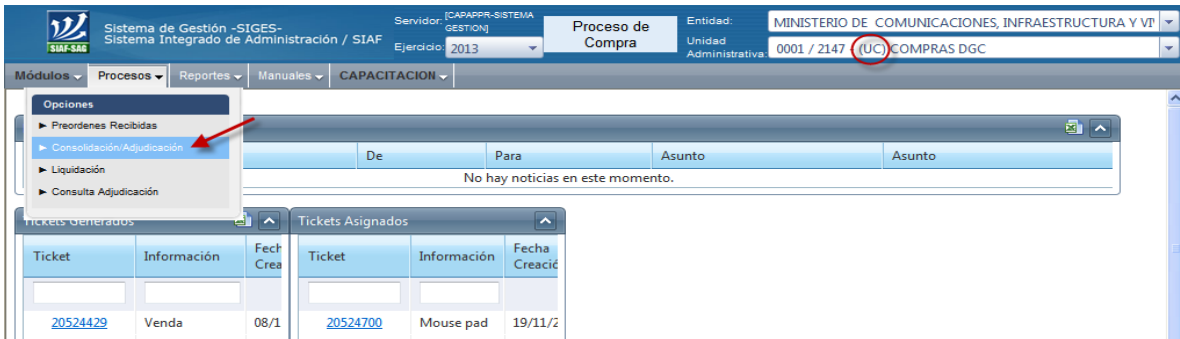 SIAF-SAG
Sistema de Gestión -SIGES-
Sistema Integrado de Administración / SIAF
Servidor: [CAPAPPR-SISTEMA GESTION]
Ejercicio: 2013
Proceso de
Compra
Entidad: MINISTERIO DE COMUNICACIONES, INFRAESTRUCTURA Y VI
Unidad Administrativa: 0001 / 2147 - (UC) COMPRAS DGC
Módulos Procesos Reportes Manuales CAPACITACION
Opciones
Preordenes Recibidas
Consolidación/Adjudicación
Liquidación
Consulta Adjudicación
De Para Asunto Asunto
No hay noticias en este momento.
Tickets Generados Tickets Asignados
Ticket Información Fech Crea Ticket Información Fecha Creació
20524429 Venda 08/1 20524700 Mouse pad 19/11/2